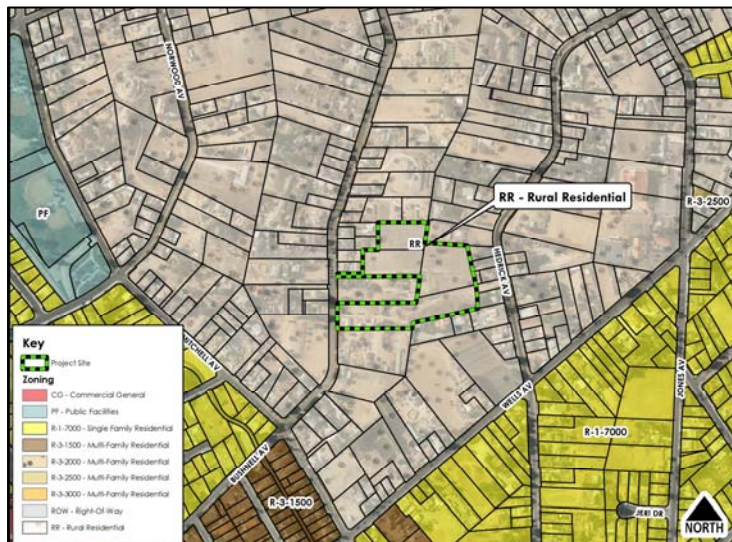 NORWOOD AV
PF
RR - Rural Residential
R-3-2500
RR
HEDRICK AV
MITCHELL AV
WELLS AV
JONES AV
BUSHNELL AV
R-1-7000
R-3-1500
JERI DR
NORTH
Key
Project Site
Zoning
CG - Commercial General
PF - Public Facilities
R-1-7000 - Single Family Residential
R-3-1500 - Multi-Family Residential
R-3-2000 - Multi-Family Residential
R-3-2500 - Multi-Family Residential
R-3-3000 - Multi-Family Residential
ROW - Right-Of-Way
RR - Rural Residential